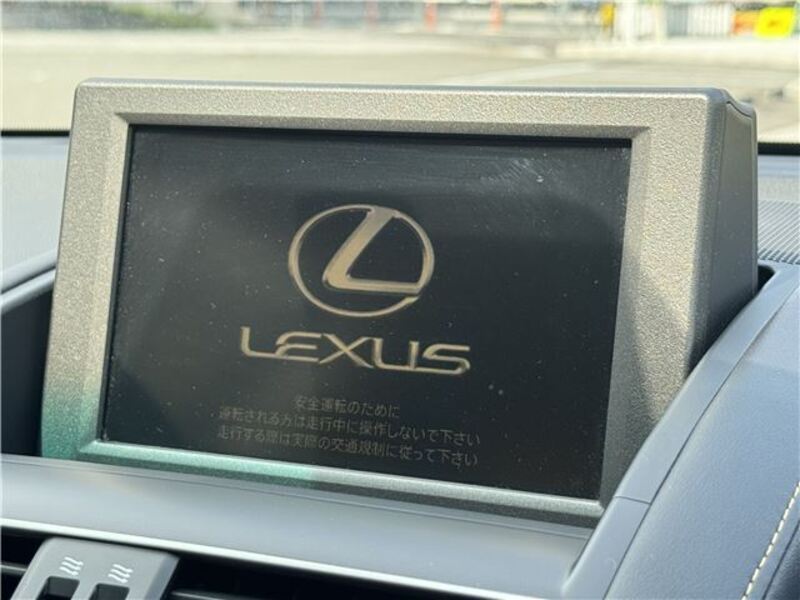 LEXUS
安全運転のために
運転される方は走行中に操作しないで下さい
走行する際は実際の交通規制に従って下さい